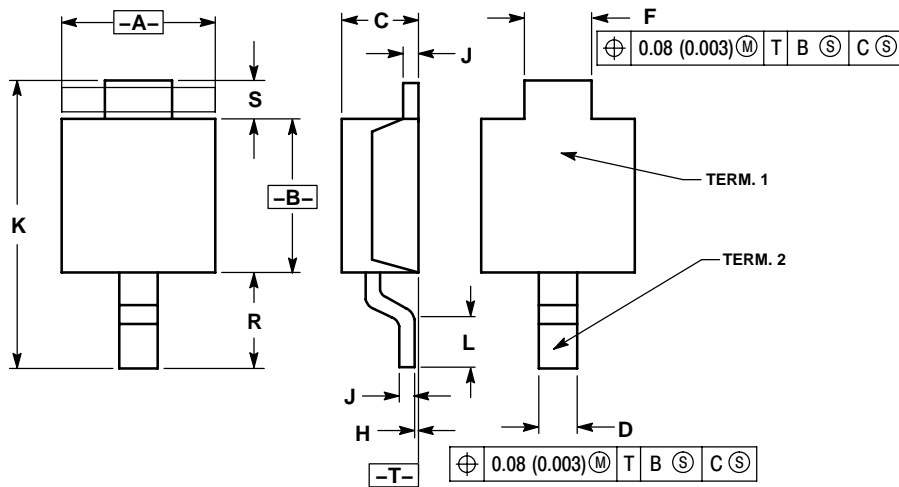 –A–
C
F
⌖ 0.08 (0.003) Ⓜ T B Ⓢ C Ⓢ
J
S
K
–B–
TERM. 1
TERM. 2
R
L
J
H
D
–T–
⌖ 0.08 (0.003) Ⓜ T B Ⓢ C Ⓢ